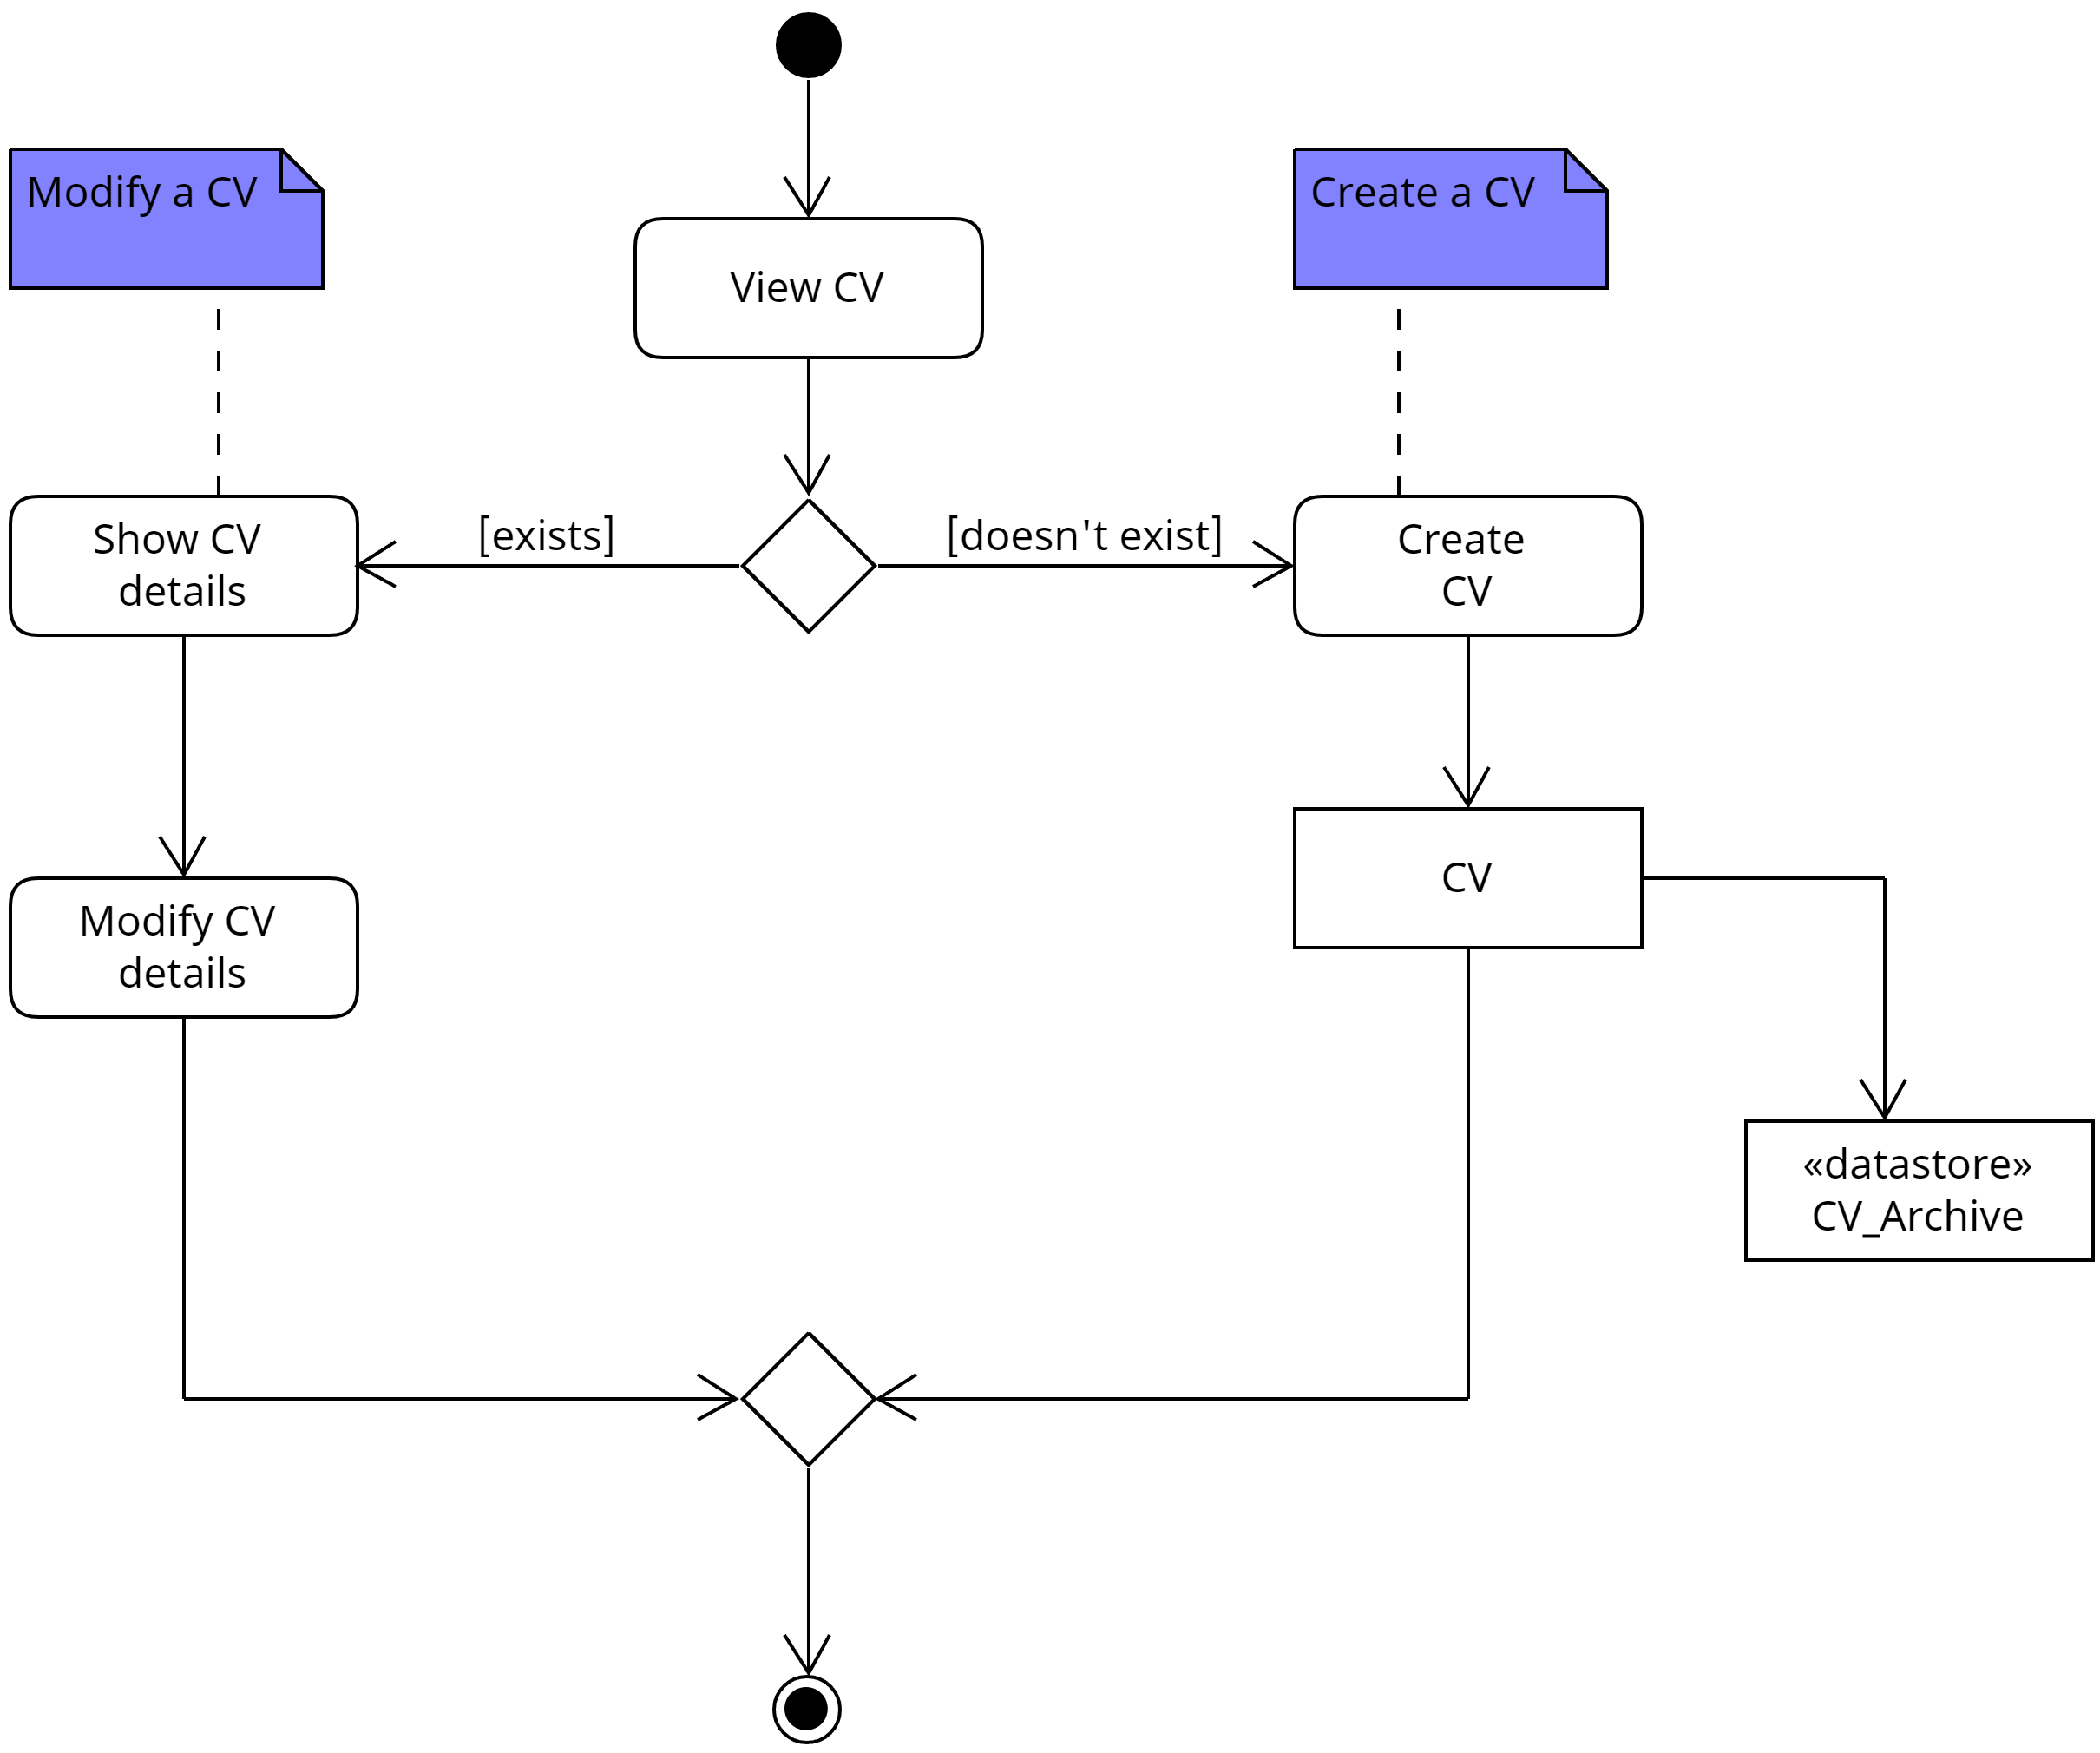 Modify a CV
Create a CV
View CV
[exists]
[doesn't exist]
Show CV
details
Create
CV
Modify CV
details
CV
«datastore»
CV_Archive